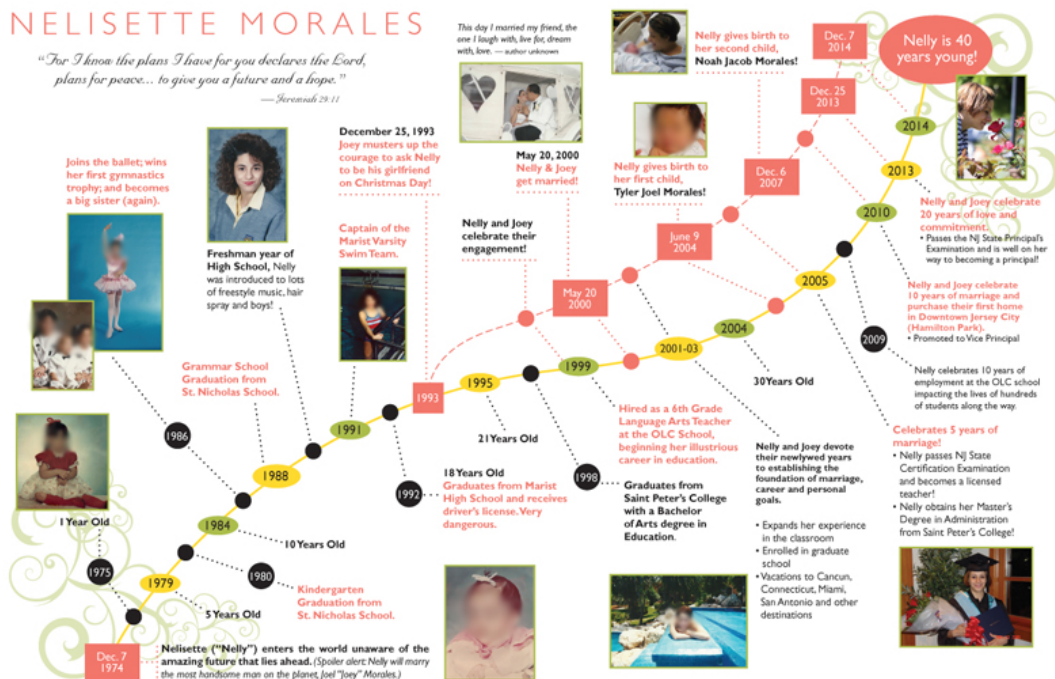 NELISETTE MORALES
“For I know the plans I have for you declares the Lord,
plans for peace... to give you a future and a hope.”
— Jeremiah 29:11
This day I married my friend, the
one I laugh with, live for, dream
with, love. — author unknown
Nelly gives birth to
her second child,
Noah Jacob Morales!
Dec. 7
2014
Nelly is 40
years young!
Dec. 25
2013
Joins the ballet; wins
her first gymnastics
trophy; and becomes
a big sister (again).
December 25, 1993
Joey musters up the
courage to ask Nelly
to be his girlfriend
on Christmas Day!
May 20, 2000
Nelly & Joey
get married!
Nelly gives birth to
her first child,
Tyler Joel Morales!
Dec. 6
2007
2014
2013
Nelly and Joey celebrate
20 years of love and
commitment.
• Passes the NJ State Principal's
Examination and is well on her
way to becoming a principal!
2010
Freshman year of
High School, Nelly
was introduced to lots
of freestyle music, hair
spray and boys!
Captain of the
Marist Varsity
Swim Team.
Nelly and Joey
celebrate their
engagement!
June 9
2004
May 20
2000
2005
Nelly and Joey celebrate
10 years of marriage and
purchase their first home
in Downtown Jersey City
(Hamilton Park).
• Promoted to Vice Principal
2009
Nelly celebrates 10 years of
employment at the OLC school
impacting the lives of hundreds
of students along the way.
2004
2001-03
30 Years Old
Grammar School
Graduation from
St. Nicholas School.
1993
1995
1999
21 Years Old
Hired as a 6th Grade
Language Arts Teacher
at the OLC School,
beginning her illustrious
career in education.
1991
1986
1988
1992
18 Years Old
Graduates from Marist
High School and receives
driver's license. Very
dangerous.
1998
Graduates from
Saint Peter's College
with a Bachelor
of Arts degree in
Education.
Nelly and Joey devote
their newlywed years
to establishing the
foundation of marriage,
career and personal
goals.
• Expands her experience
in the classroom
• Enrolled in graduate
school
• Vacations to Cancun,
Connecticut, Miami,
San Antonio and other
destinations
Celebrates 5 years of
marriage!
• Nelly passes NJ State
Certification Examination
and becomes a licensed
teacher!
• Nelly obtains her Master's
Degree in Administration
from Saint Peter's College!
1 Year Old
1984
10 Years Old
1975
1979
1980
5 Years Old
Kindergarten
Graduation from
St. Nicholas School.
Dec. 7
1974
Nelisette (“Nelly”) enters the world unaware of the
amazing future that lies ahead. (Spoiler alert: Nelly will marry
the most handsome man on the planet, Joel “Joey” Morales.)